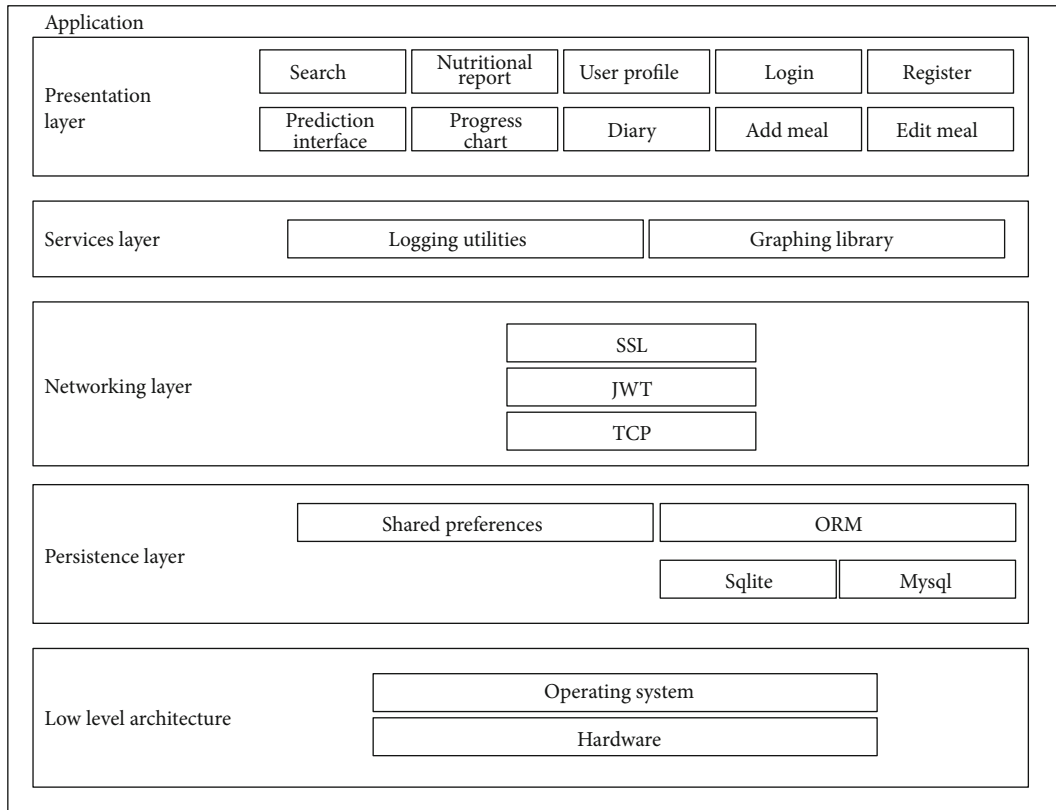 Application
Presentation
layer
Search
Nutritional
report
User profile
Login
Register
Prediction
interface
Progress
chart
Diary
Add meal
Edit meal
Services layer
Logging utilities
Graphing library
Networking layer
SSL
JWT
TCP
Persistence layer
Shared preferences
ORM
Sqlite
Mysql
Low level architecture
Operating system
Hardware